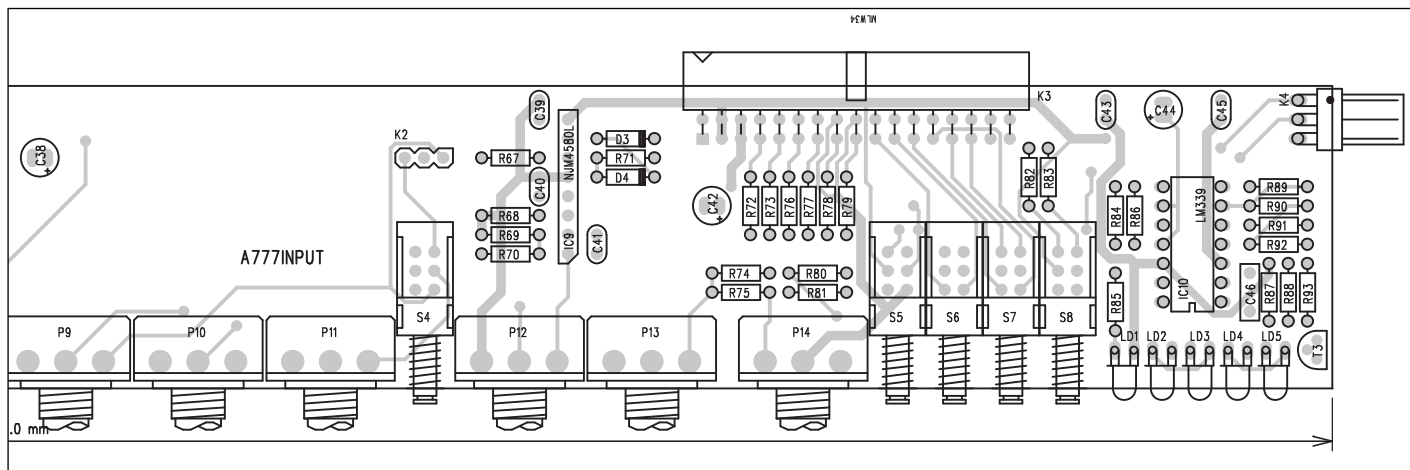 MLW34
K3
C43
C44
+
C45
K4
C39
K2
NJM4580L
D3
R67
R71
C38
+
D4
C40
R82
R83
C42
+
R72
R73
R76
R77
R78
R79
R84
R86
LM339
R89
R90
R91
R92
R68
R69
R70
IC9
C41
A777INPUT
R74
R75
R80
R81
R85
IC10
C46
R87
R88
R93
P9
P10
P11
S4
P12
P13
P14
S5
S6
S7
S8
LD1
LD2
LD3
LD4
LD5
T3
.0 mm